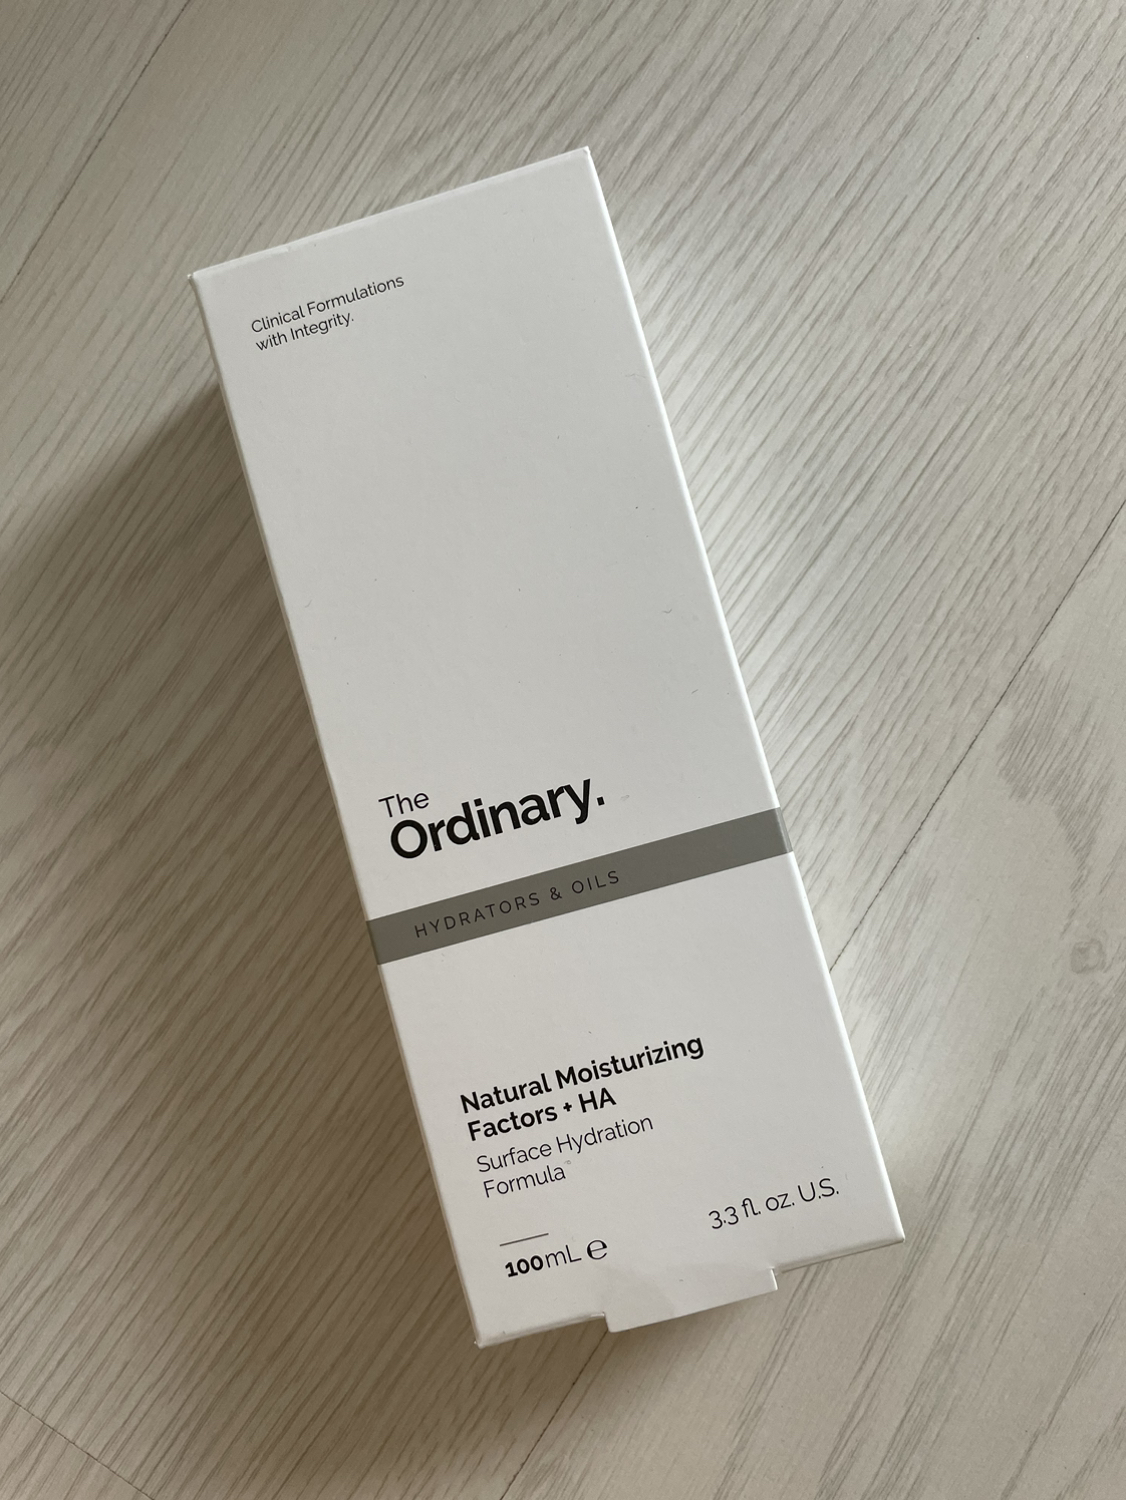 Clinical Formulations
with Integrity.
The
Ordinary.
HYDRATORS & OILS
Natural Moisturizing
Factors + HA
Surface Hydration
Formula™
100mL ℮
3.3 fl. oz. U.S.